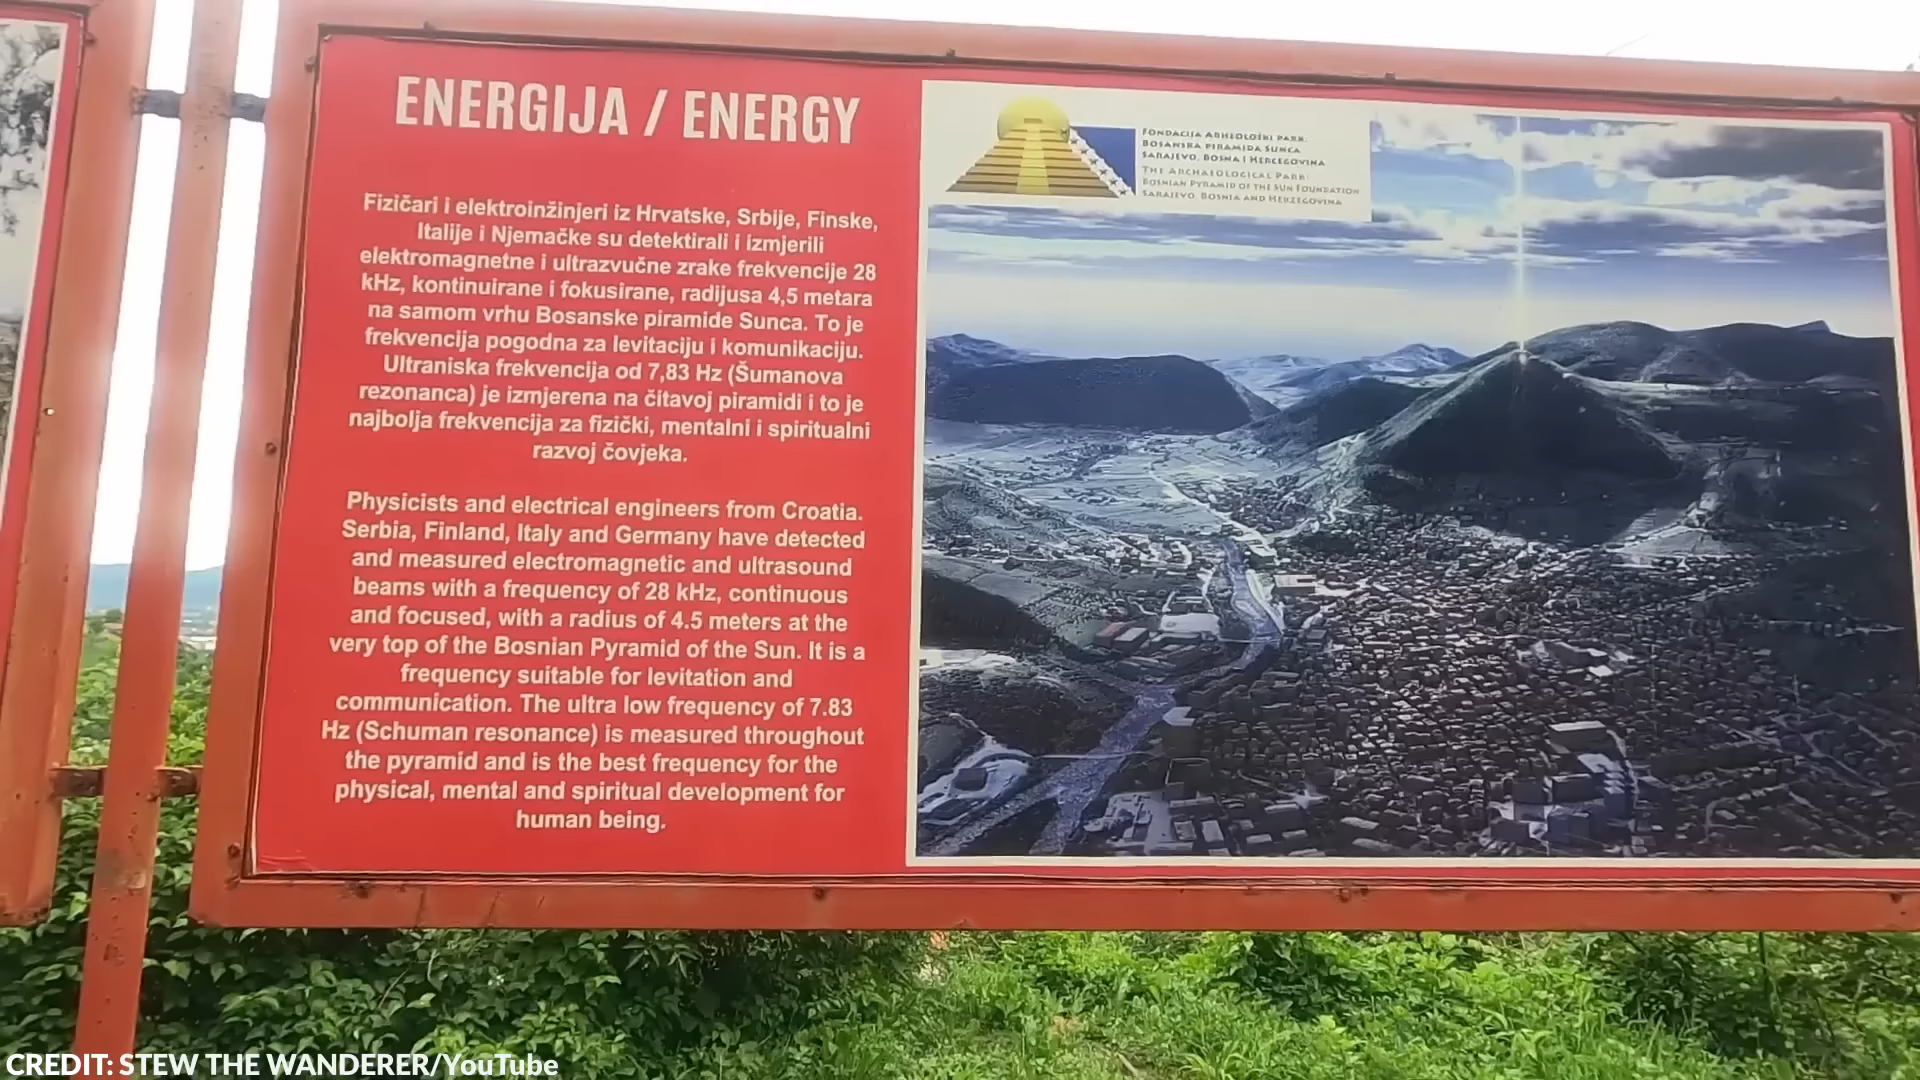 ENERGIJA / ENERGY
Fizičari i elektroinžinjeri iz Hrvatske, Srbije, Finske,
Italije i Njemačke su detektirali i izmjerili
elektromagnetne i ultrazvučne zrake frekvencije 28
kHz, kontinuirane i fokusirane, radijusa 4,5 metara
na samom vrhu Bosanske piramide Sunca. To je
frekvencija pogodna za levitaciju i komunikaciju.
Ultraniska frekvencija od 7,83 Hz (Šumanova
rezonanca) je izmjerena na čitavoj piramidi i to je
najbolja frekvencija za fizički, mentalni i spiritualni
razvoj čovjeka.
Physicists and electrical engineers from Croatia.
Serbia, Finland, Italy and Germany have detected
and measured electromagnetic and ultrasound
beams with a frequency of 28 kHz, continuous
and focused, with a radius of 4.5 meters at the
very top of the Bosnian Pyramid of the Sun. It is a
frequency suitable for levitation and
communication. The ultra low frequency of 7.83
Hz (Schuman resonance) is measured throughout
the pyramid and is the best frequency for the
physical, mental and spiritual development for
human being.
FONDACIJA ARHEOLOŠKI PARK:
BOSANSKA PIRAMIDA SUNCA
SARAJEVO, BOSNA I HERCEGOVINA
THE ARCHAEOLOGICAL PARK:
BOSNIAN PYRAMID OF THE SUN FOUNDATION
SARAJEVO, BOSNIA AND HERZEGOVINA
CREDIT: STEW THE WANDERER/YouTube